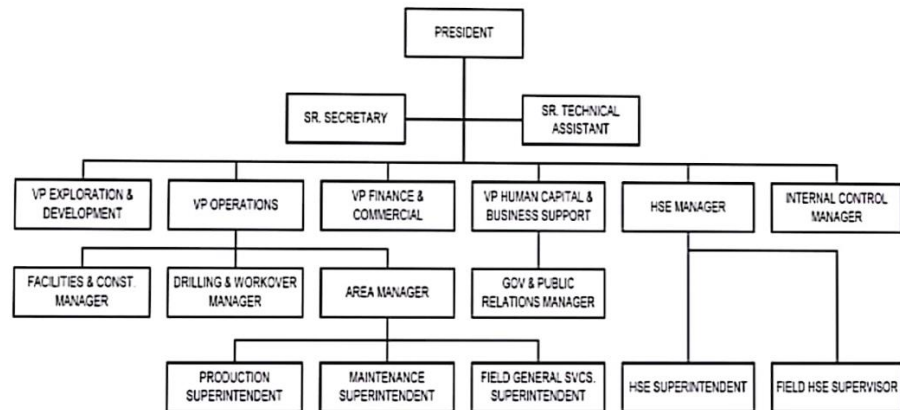 PRESIDENT
SR. SECRETARY
SR. TECHNICAL
ASSISTANT
VP EXPLORATION &
DEVELOPMENT
VP OPERATIONS
VP FINANCE &
COMMERCIAL
VP HUMAN CAPITAL &
BUSINESS SUPPORT
HSE MANAGER
INTERNAL CONTROL
MANAGER
FACILITIES & CONST.
MANAGER
DRILLING & WORKOVER
MANAGER
AREA MANAGER
GOV & PUBLIC
RELATIONS MANAGER
PRODUCTION
SUPERINTENDENT
MAINTENANCE
SUPERINTENDENT
FIELD GENERAL SVCS.
SUPERINTENDENT
HSE SUPERINTENDENT
FIELD HSE SUPERVISOR